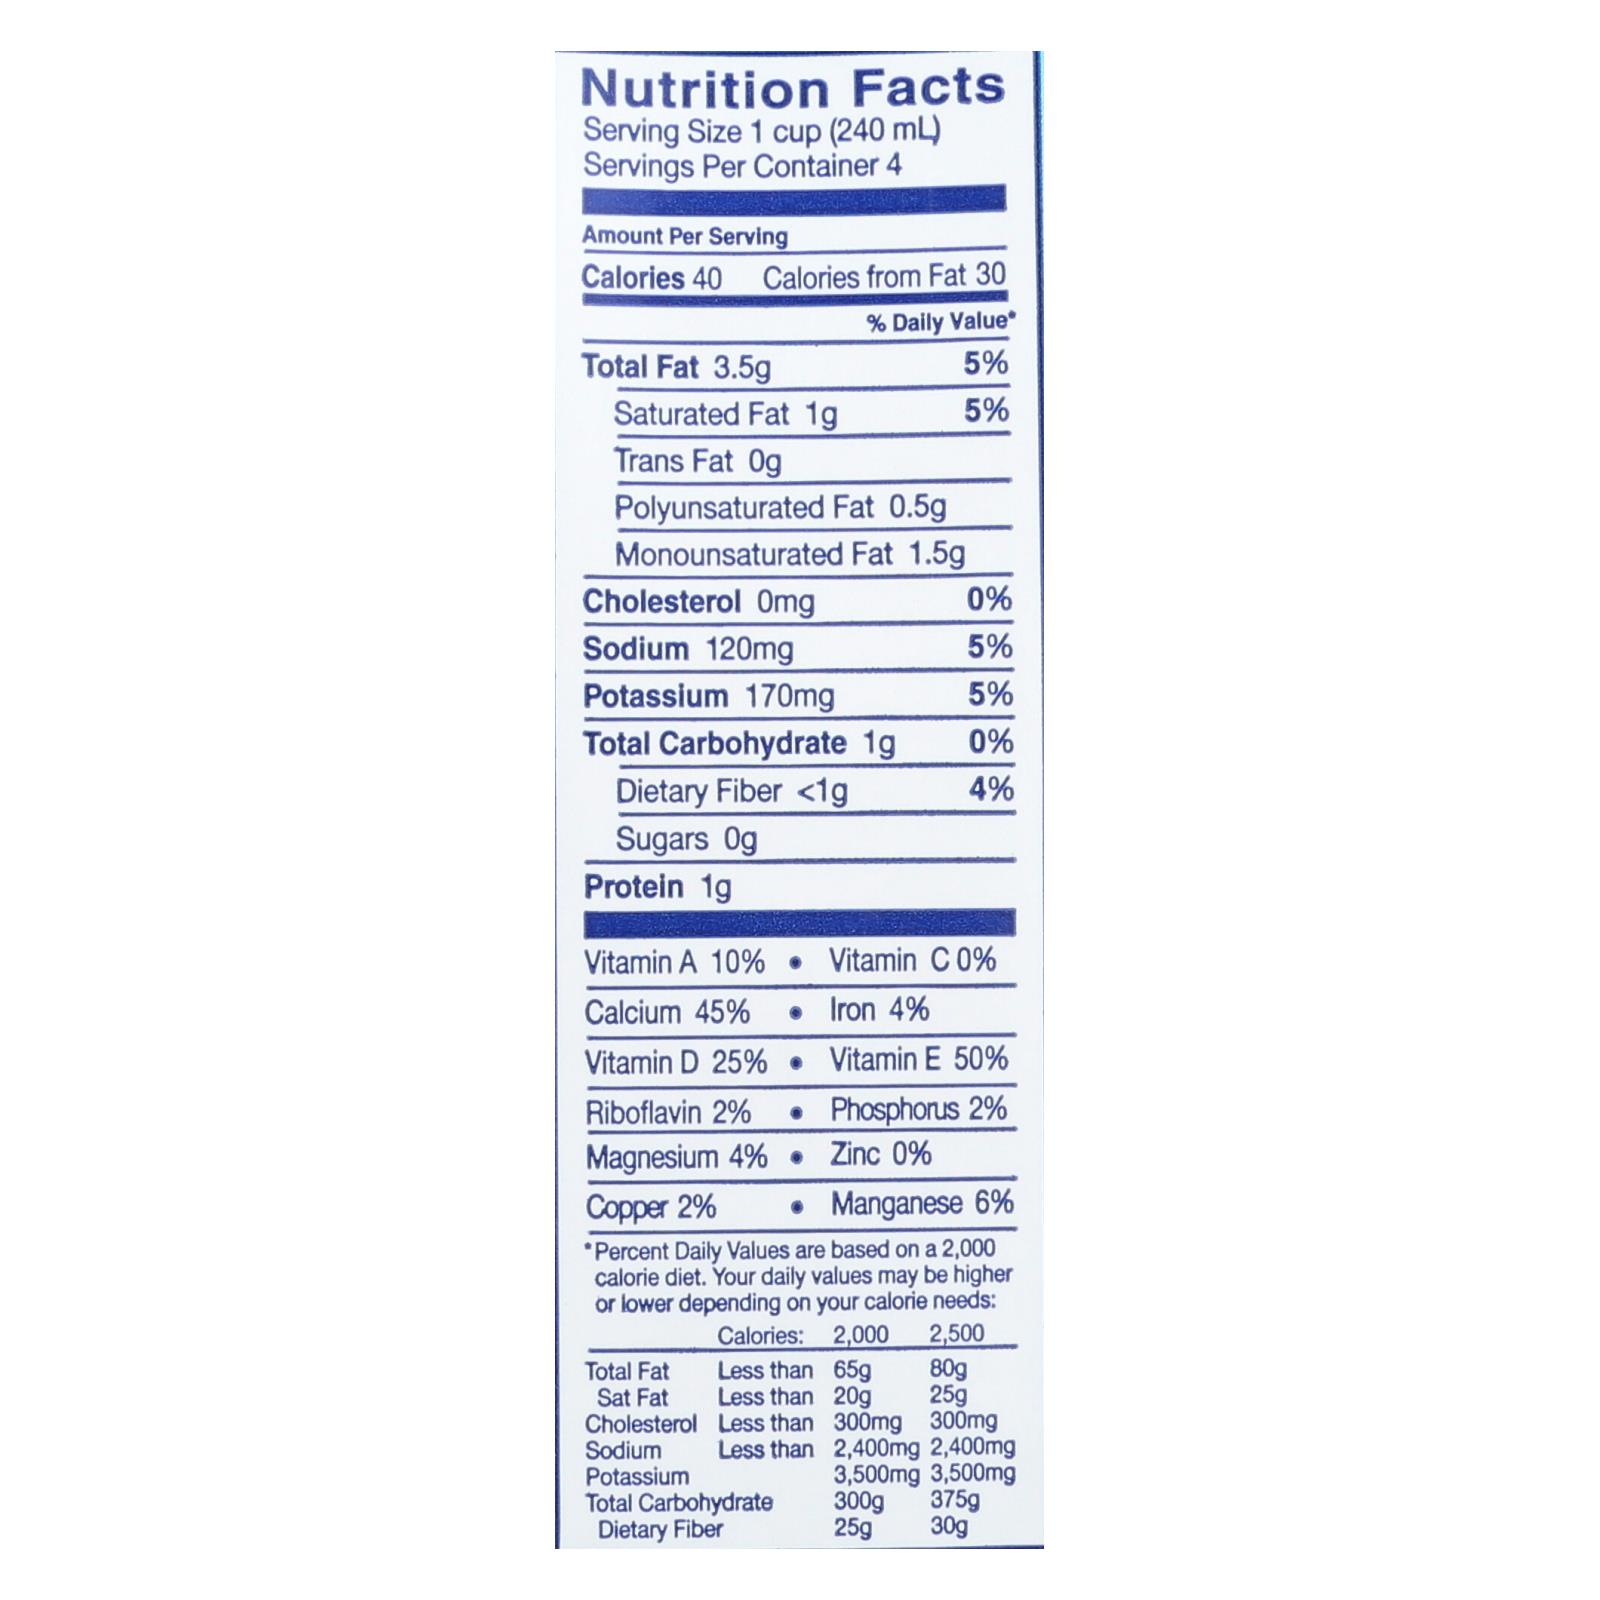 Nutrition Facts
Serving Size 1 cup (240 mL)
Servings Per Container 4
Amount Per Serving
Calories 40 Calories from Fat 30
% Daily Value*
Total Fat 3.5g 5%
Saturated Fat 1g 5%
Trans Fat 0g
Polyunsaturated Fat 0.5g
Monounsaturated Fat 1.5g
Cholesterol 0mg 0%
Sodium 120mg 5%
Potassium 170mg 5%
Total Carbohydrate 1g 0%
Dietary Fiber <1g 4%
Sugars 0g
Protein 1g
Vitamin A 10% • Vitamin C 0%
Calcium 45% • Iron 4%
Vitamin D 25% • Vitamin E 50%
Riboflavin 2% • Phosphorus 2%
Magnesium 4% • Zinc 0%
Copper 2% • Manganese 6%
*Percent Daily Values are based on a 2,000
calorie diet. Your daily values may be higher
or lower depending on your calorie needs:
Calories: 2,000 2,500
Total Fat Less than 65g 80g
Sat Fat Less than 20g 25g
Cholesterol Less than 300mg 300mg
Sodium Less than 2,400mg 2,400mg
Potassium 3,500mg 3,500mg
Total Carbohydrate 300g 375g
Dietary Fiber 25g 30g